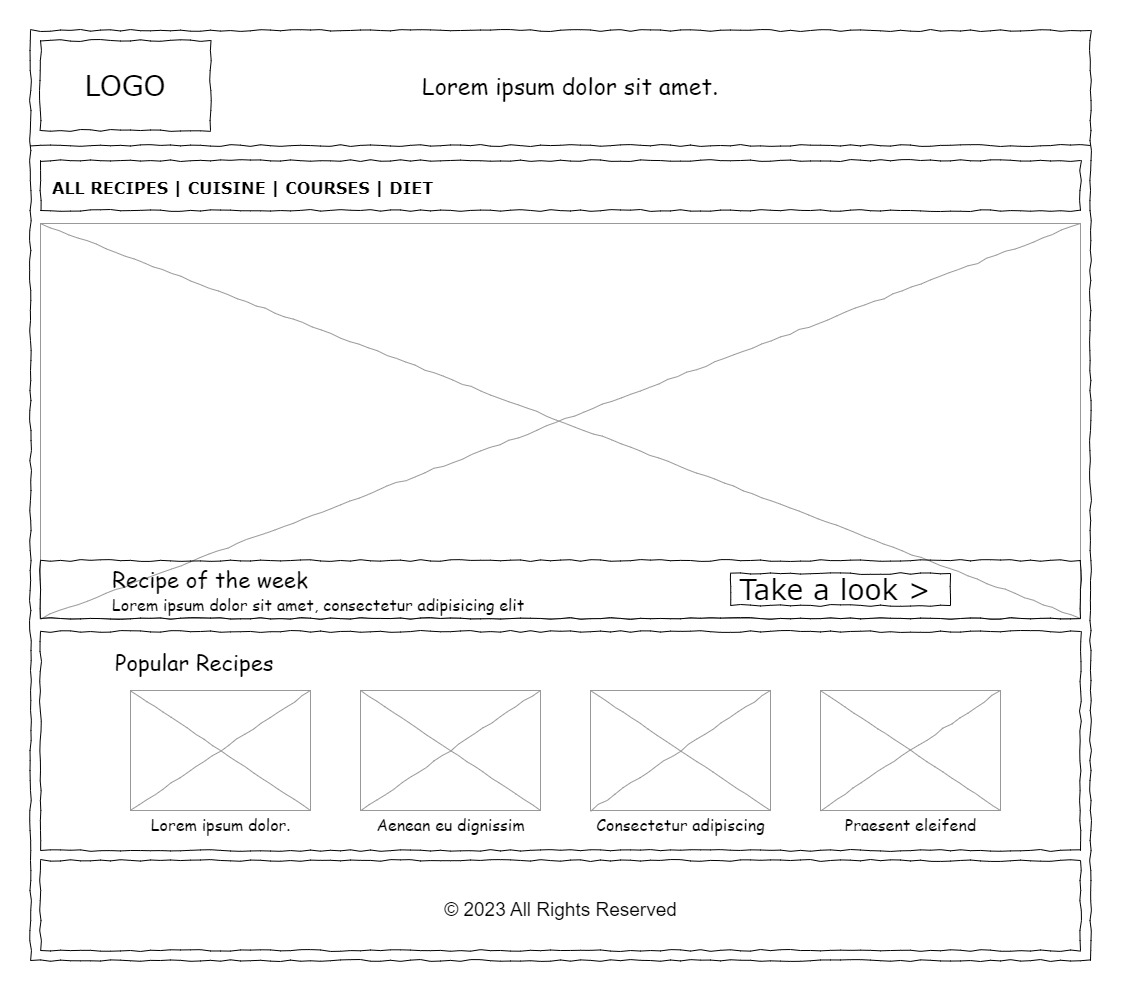 LOGO
Lorem ipsum dolor sit amet.
ALL RECIPES | CUISINE | COURSES | DIET
Recipe of the week
Lorem ipsum dolor sit amet, consectetur adipisicing elit
Take a look >
Popular Recipes
Lorem ipsum dolor.
Aenean eu dignissim
Consectetur adipiscing
Praesent eleifend
© 2023 All Rights Reserved